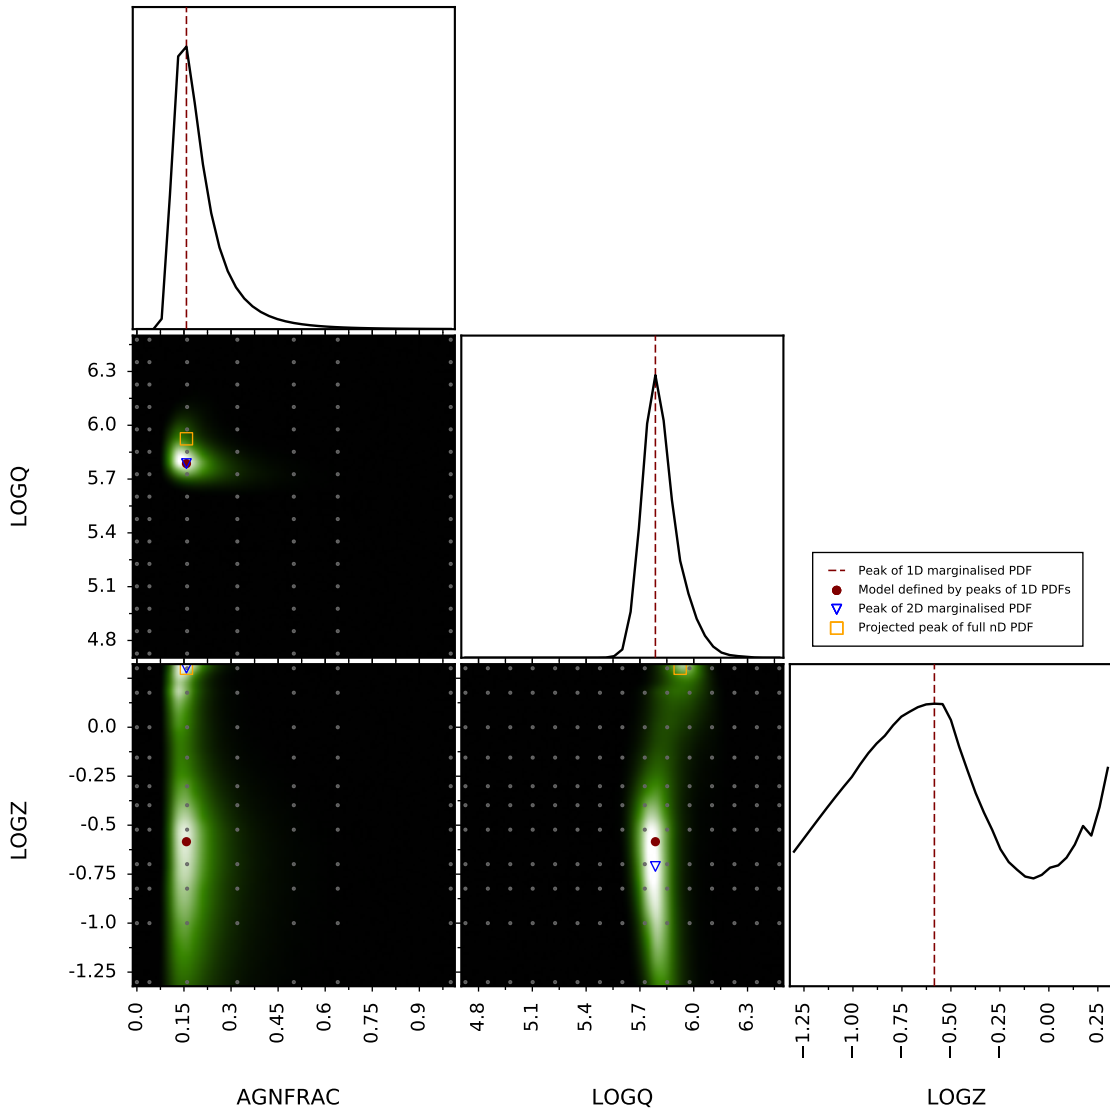 6.3
6.0
5.7
5.4
5.1
4.8
LOGQ
Peak of 1D marginalised PDF
Model defined by peaks of 1D PDFs
Peak of 2D marginalised PDF
Projected peak of full nD PDF
0.0
-0.25
-0.5
-0.75
-1.0
-1.25
LOGZ
0.0 0.15 0.3 0.45 0.6 0.75 0.9
4.8 5.1 5.4 5.7 6.0 6.3
−1.25 −1.00 −0.75 −0.50 −0.25 0.00 0.25
AGNFRAC LOGQ LOGZ